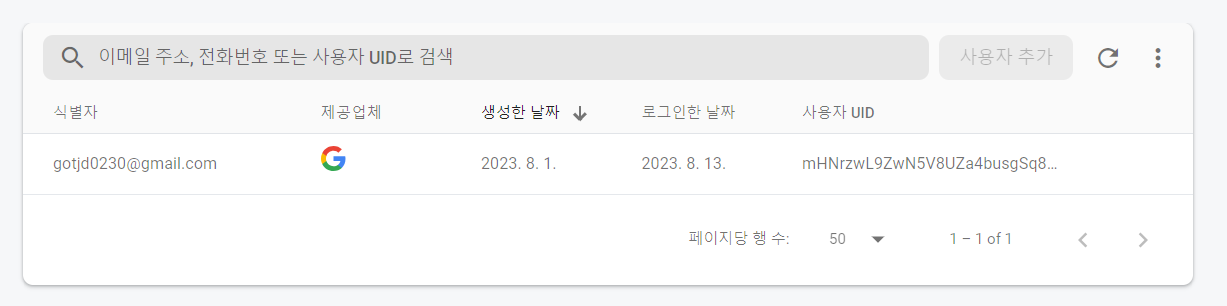 이메일 주소, 전화번호 또는 사용자 UID로 검색 사용자 추가
식별자 제공업체 생성한 날짜 로그인한 날짜 사용자 UID
gotjd0230@gmail.com 2023. 8. 1. 2023. 8. 13. mHNrzwL9ZwN5V8UZa4busgSq8...
페이지당 행 수: 50 1 – 1 of 1